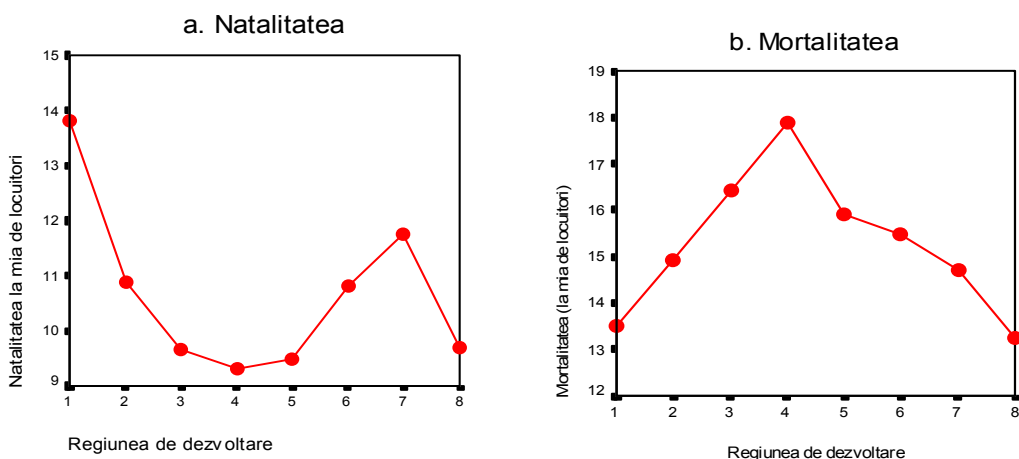 a. Natalitatea
Natalitatea la mia de locuitori
15
14
13
12
11
10
9
1 2 3 4 5 6 7 8
Regiunea de dezvoltare
b. Mortalitatea
Mortalitatea (la mia de locuitori)
19
18
17
16
15
14
13
12
1 2 3 4 5 6 7 8
Regiunea de dezvoltare